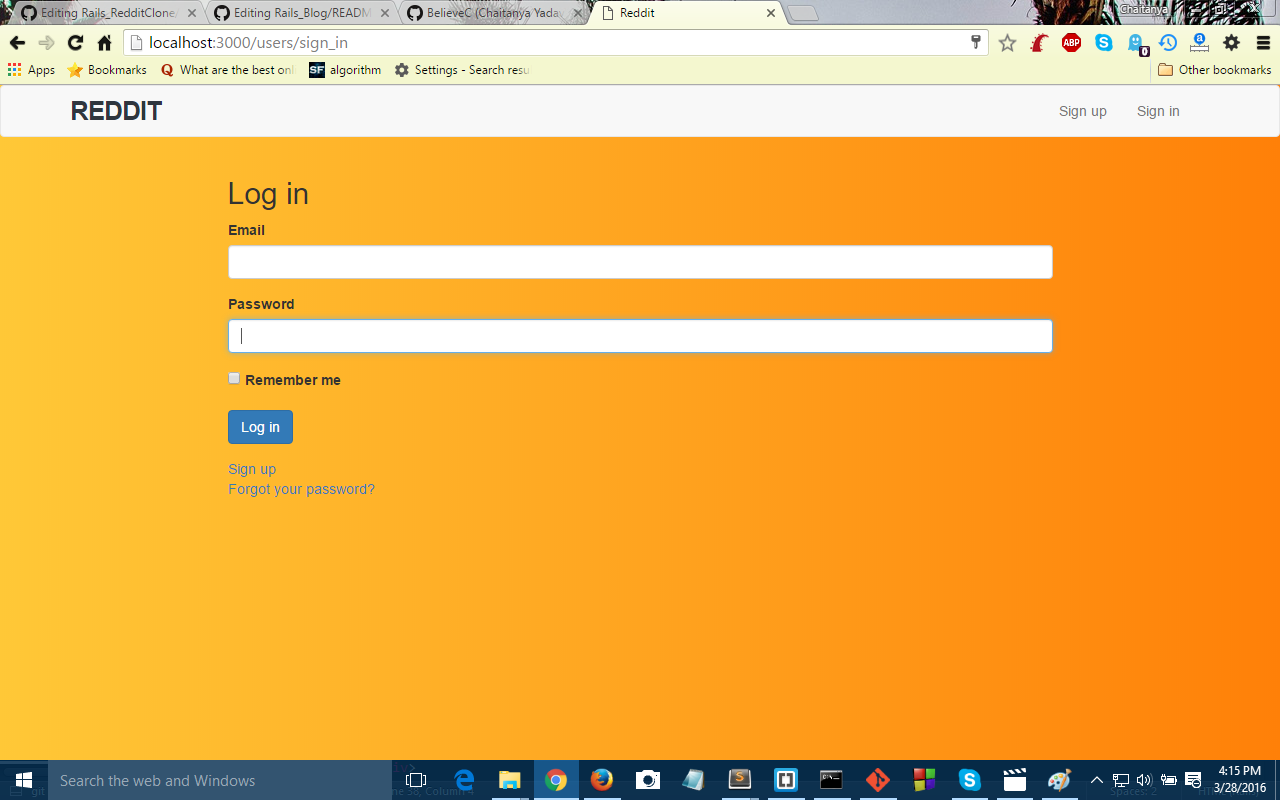 Editing Rails_RedditClone/
Editing Rails_Blog/READM
BelieveC (Chaitanya Yadav
Reddit
Chaitanya
localhost:3000/users/sign_in
ABP
0
Apps
Bookmarks
Q What are the best onl
SF algorithm
Settings - Search resu
Other bookmarks
REDDIT
Sign up
Sign in
Log in
Email
Password
Remember me
Log in
Sign up
Forgot your password?
Search the web and Windows
4:15 PM
3/28/2016